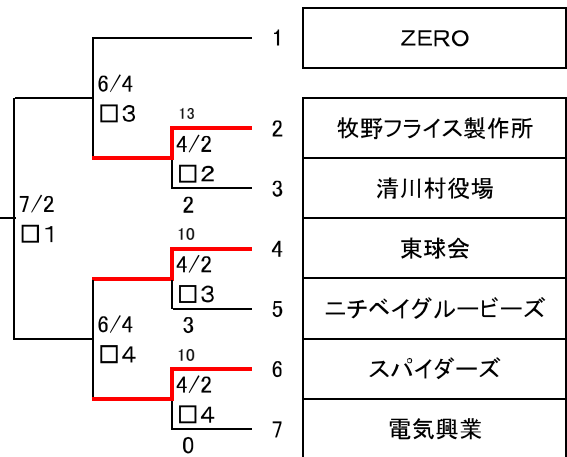 1 ZERO
6/4
□3
13
2 牧野フライス製作所
4/2
□2
3 清川村役場
2
7/2
□1
10
4 東球会
4/2
□3
5 ニチベイグルービーズ
3
6/4
□4
10
6 スパイダーズ
4/2
□4
7 電気興業
0